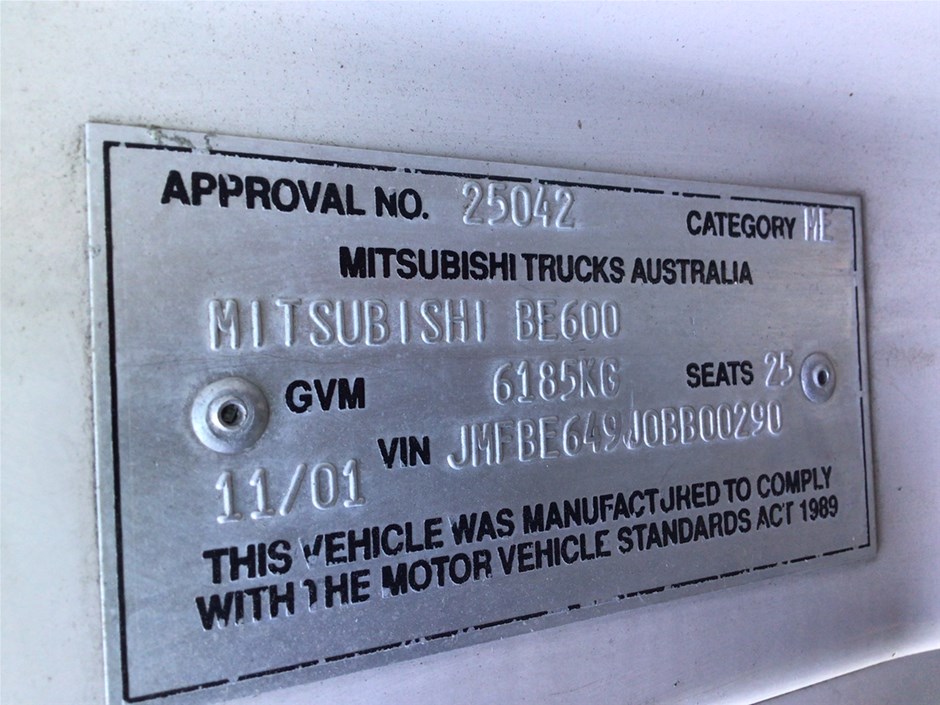 APPROVAL NO. 25042 CATEGORY ME
MITSUBISHI TRUCKS AUSTRALIA
MITSUBISHI BE600
GVM 6185KG SEATS 25
VIN JMFBE649J0BB00290
11/01
THIS VEHICLE WAS MANUFACTURED TO COMPLY
WITH THE MOTOR VEHICLE STANDARDS ACT 1989